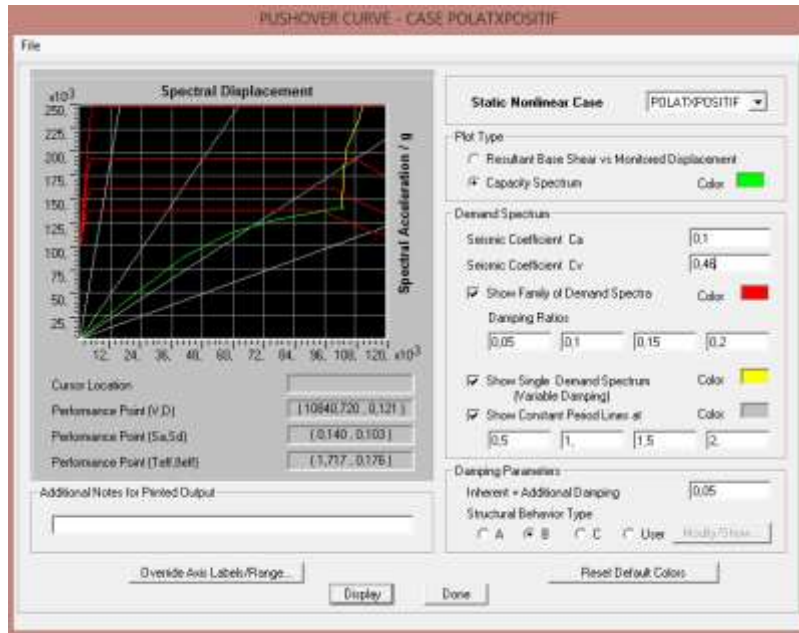 PUSHOVER CURVE - CASE POLATXPOSITIF
File
Spectral Displacement
x10³
250.
225.
200.
175.
150.
125.
100.
75.
50.
25.
12. 24. 36. 48. 60. 72. 84. 96. 108. 120. x10³
Spectral Acceleration / g
Cursor Location
Performance Point (V,D) (10840,720 , 0,121 )
Performance Point (Sa,Sd) ( 0,140 , 0,103 )
Performance Point (Teff,ßeff) ( 1,717 , 0,176 )
Additional Notes for Printed Output
Override Axis Labels/Range...
Static Nonlinear Case POLATXPOSITIF
Plot Type
Resultant Base Shear vs Monitored Displacement
Capacity Spectrum Color
Demand Spectrum
Seismic Coefficient Ca 0,1
Seismic Coefficient Cv 0,46
Show Family of Demand Spectra Color
Damping Ratios
0,05 0,1 0,15 0,2
Show Single Demand Spectrum Color
(Variable Damping)
Show Constant Period Lines at Color
0,5 1, 1,5 2,
Damping Parameters
Inherent + Additional Damping 0,05
Structural Behavior Type
A B C User Modify/Show...
Reset Default Colors
Display Done